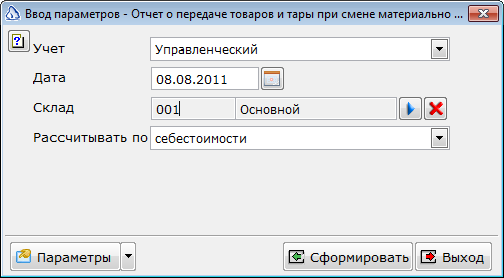 Ввод параметров - Отчет о передаче товаров и тары при смене материально ...
Учет Управленческий
Дата 08.08.2011
Склад 001 Основной
Рассчитывать по себестоимости
Параметры Сформировать Выход